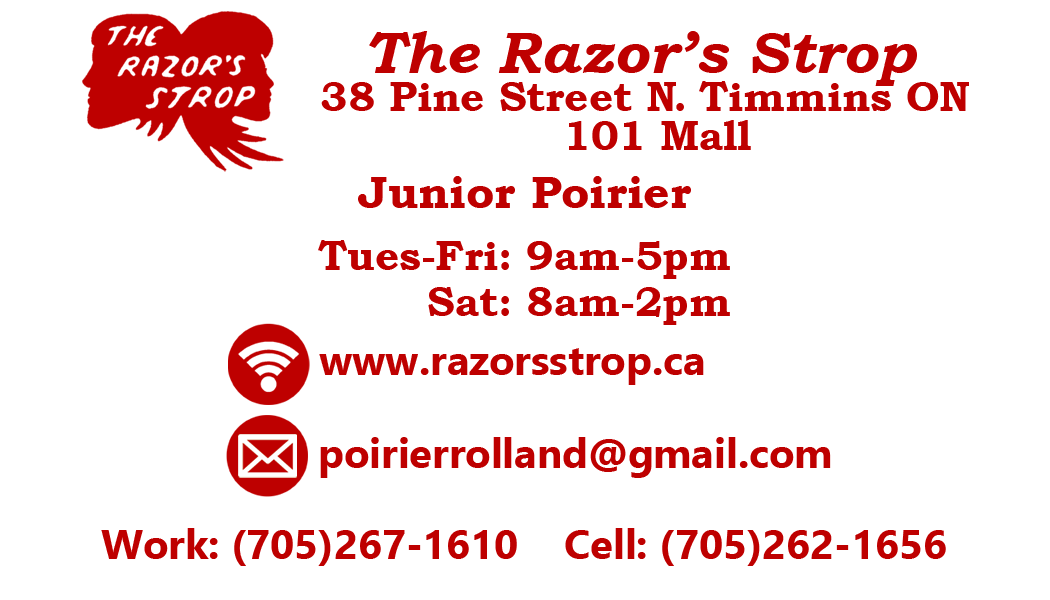 THE
RAZOR'S
STROP
The Razor's Strop
38 Pine Street N. Timmins ON
101 Mall
Junior Poirier
Tues-Fri: 9am-5pm
Sat: 8am-2pm
www.razorsstrop.ca
poirierrolland@gmail.com
Work: (705)267-1610 Cell: (705)262-1656